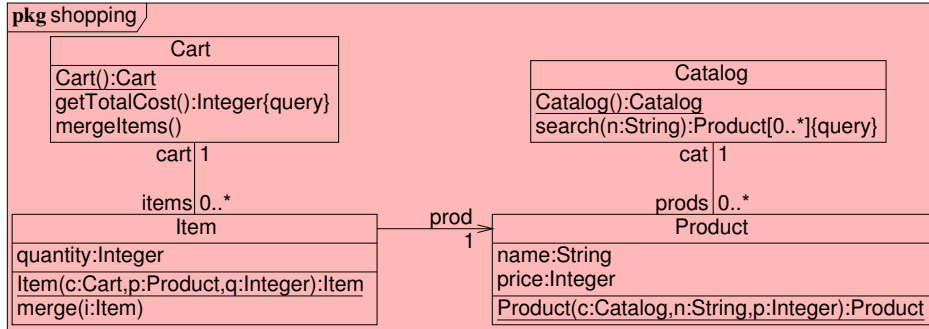 pkg shopping
Cart
Cart():Cart
getTotalCost():Integer{query}
mergeItems()
Catalog
Catalog():Catalog
search(n:String):Product[0..*]{query}
cart 1
cat 1
items 0..*
prod
1
prods 0..*
Item
quantity:Integer
Item(c:Cart,p:Product,q:Integer):Item
merge(i:Item)
Product
name:String
price:Integer
Product(c:Catalog,n:String,p:Integer):Product